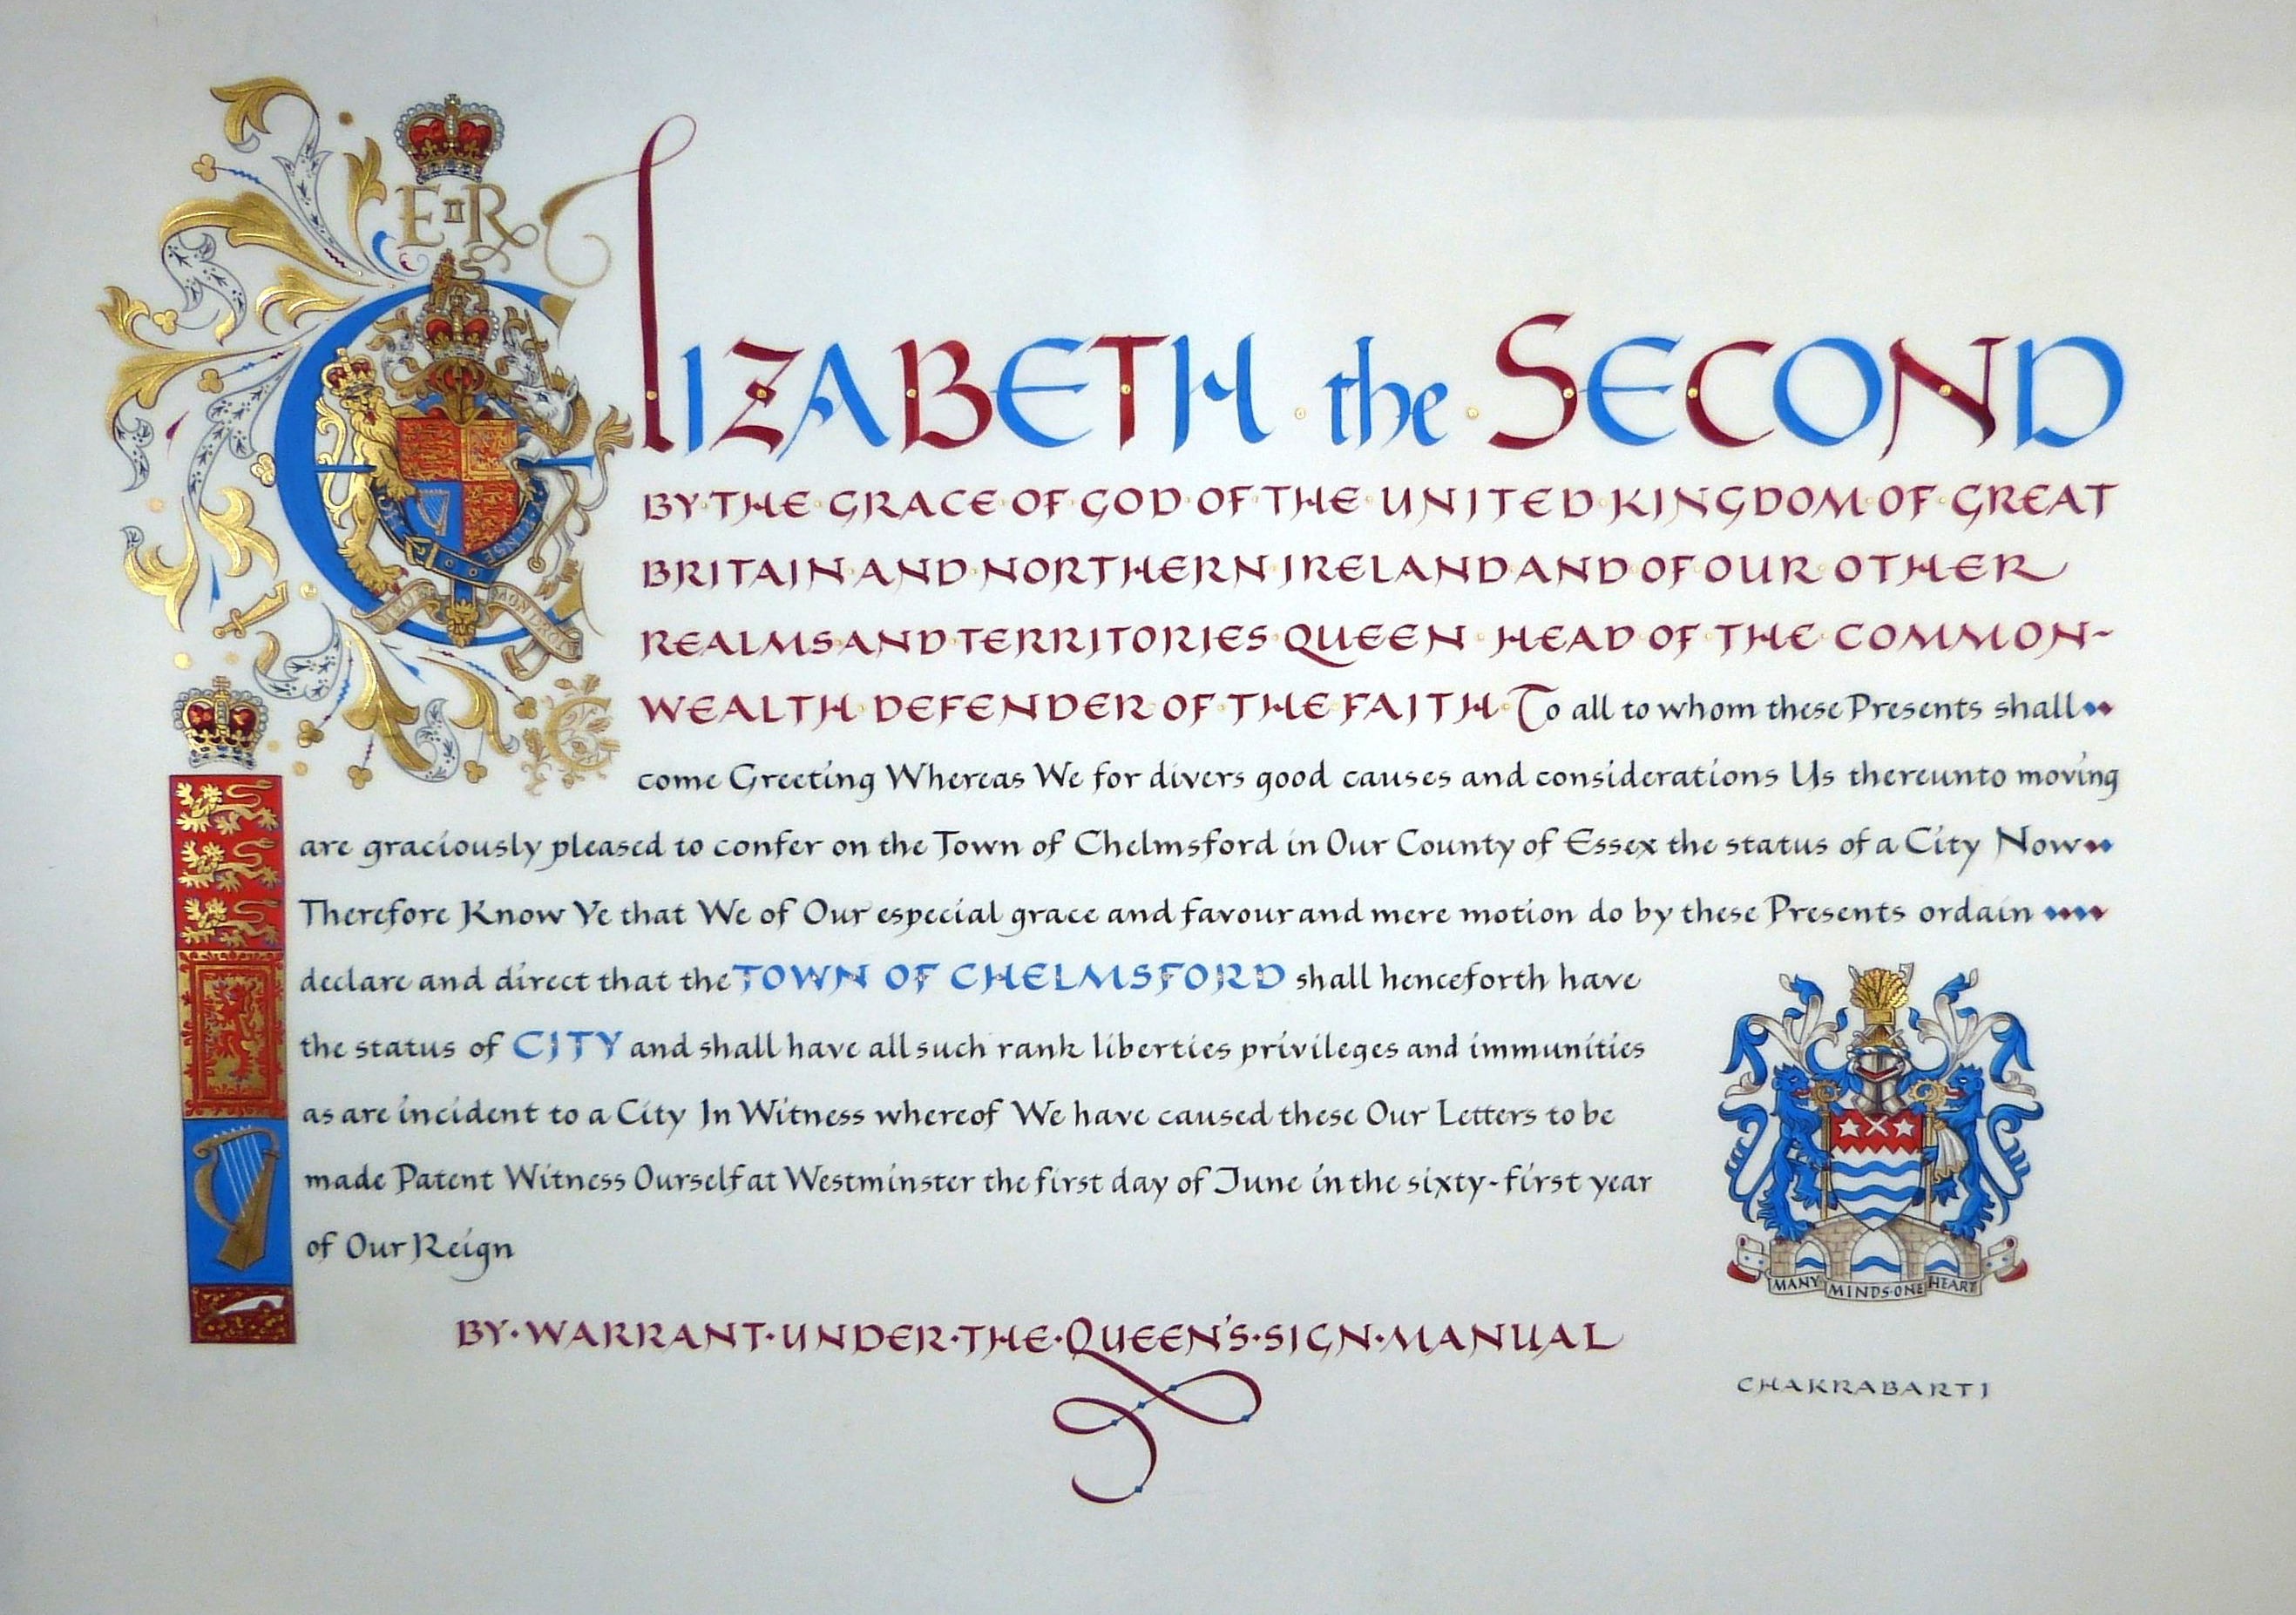 E II R
ELIZABETH the SECOND
BY·THE·GRACE·OF·GOD·OF·THE·UNITED·KINGDOM·OF·GREAT
BRITAIN·AND·NORTHERN·IRELAND·AND·OF·OUR·OTHER
REALMS·AND·TERRITORIES·QUEEN·HEAD·OF·THE·COMMON-
WEALTH·DEFENDER·OF·THE·FAITH·To all to whom these Presents shall
come Greeting Whereas We for divers good causes and considerations Us thereunto moving
are graciously pleased to confer on the Town of Chelmsford in Our County of Essex the status of a City Now
Therefore Know Ye that We of Our especial grace and favour and mere motion do by these Presents ordain
declare and direct that the TOWN OF CHELMSFORD shall henceforth have
the status of CITY and shall have all such rank liberties privileges and immunities
as are incident to a City In Witness whereof We have caused these Our Letters to be
made Patent Witness Ourself at Westminster the first day of June in the sixty-first year
of Our Reign
MANY MINDS·ONE HEART
BY·WARRANT·UNDER·THE·QUEEN'S·SIGN·MANUAL
CHAKRABARTI